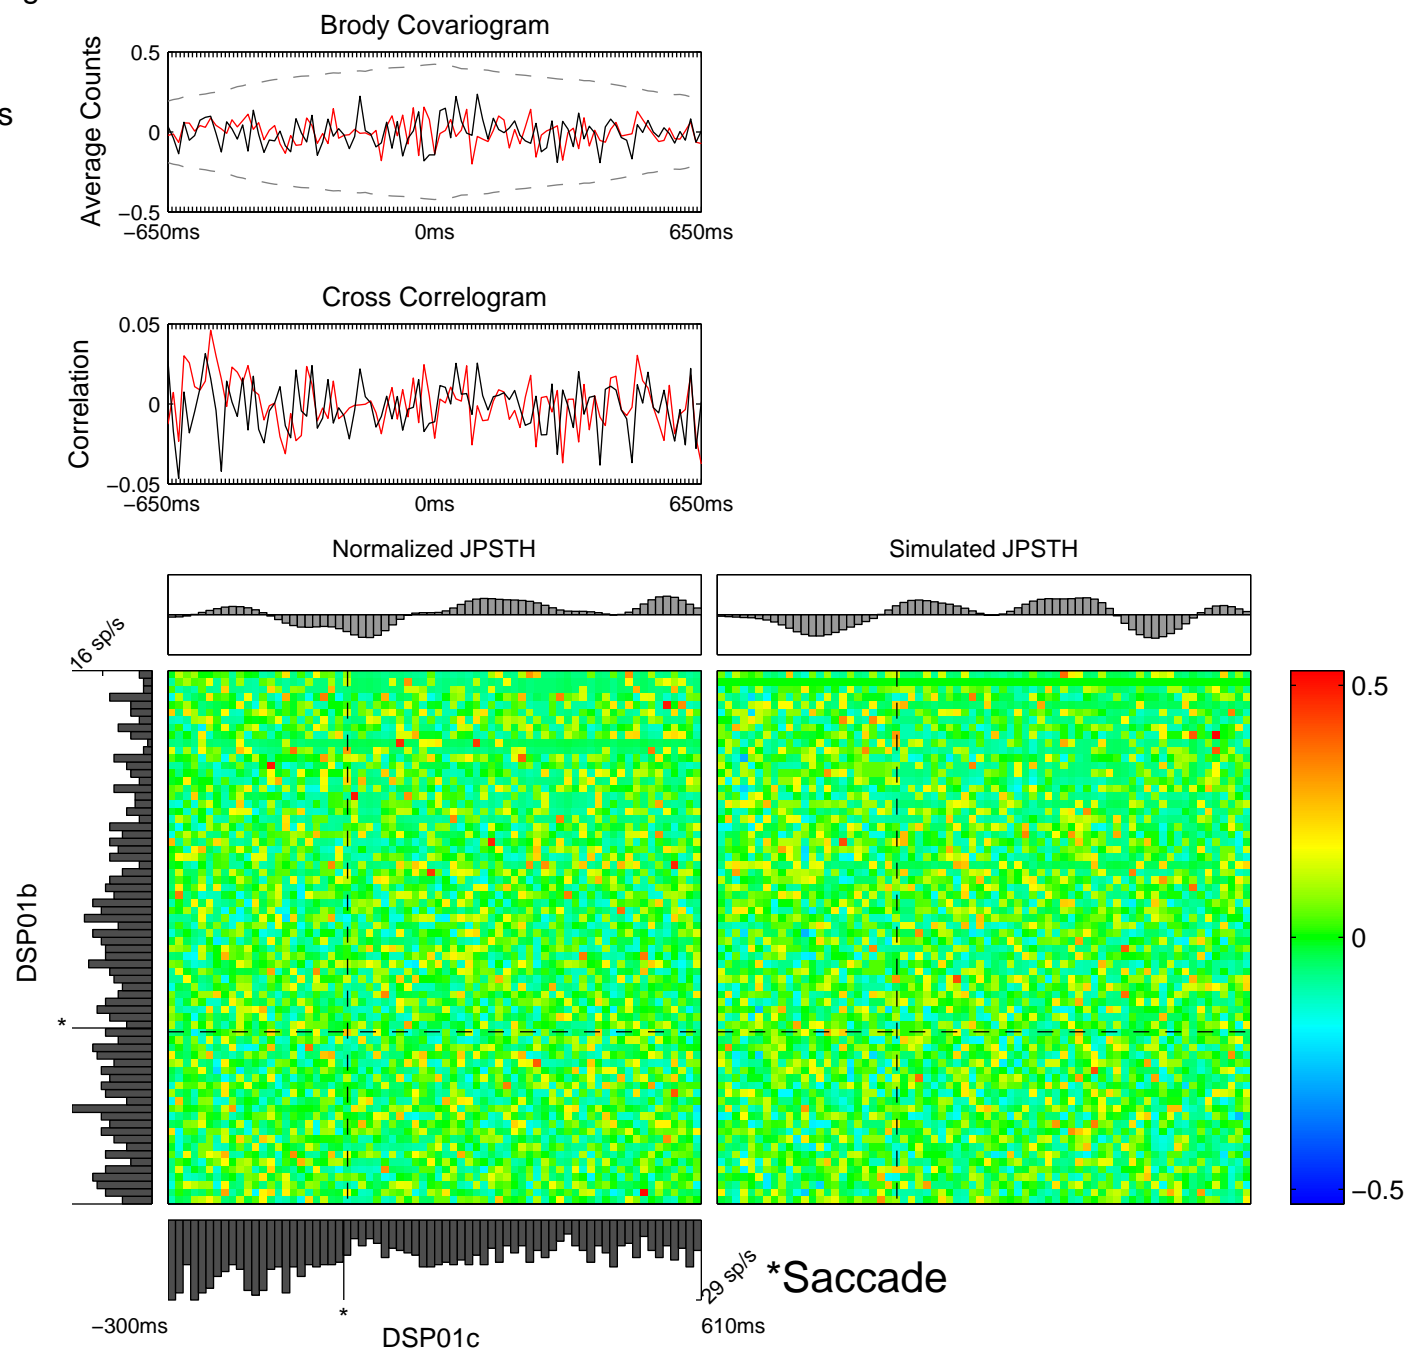 g
Brody Covariogram
s
Average Counts
0.5
0
−0.5
−650ms
0ms
650ms
Cross Correlogram
Correlation
0.05
0
−0.05
−650ms
0ms
650ms
Normalized JPSTH
Simulated JPSTH
16 sp/s
DSP01b
*
0.5
0
−0.5
29 sp/s
*Saccade
*
−300ms
DSP01c
610ms